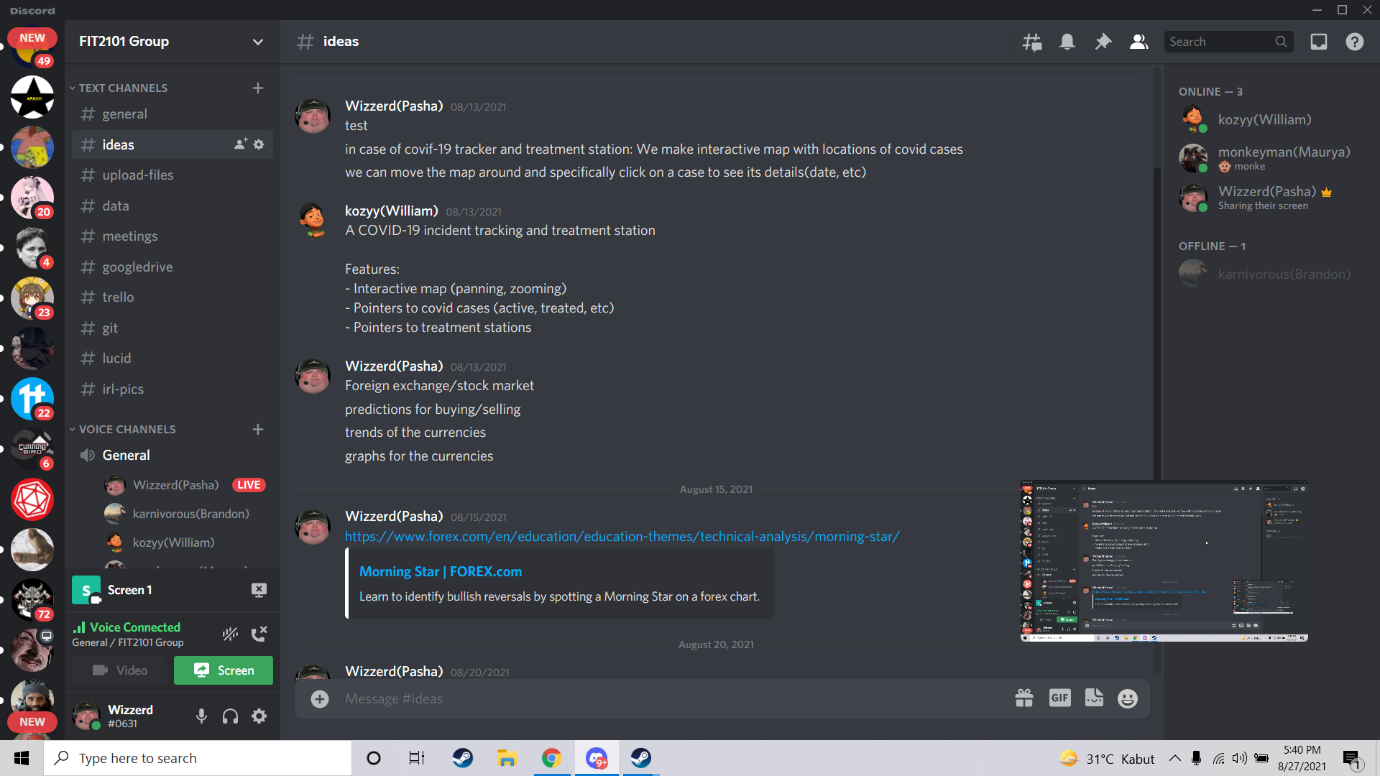 Discord
NEW
49
APASH
20
4
23
22
6
72
NEW
FIT2101 Group
TEXT CHANNELS
general
ideas
upload-files
data
meetings
googledrive
trello
git
lucid
irl-pics
VOICE CHANNELS
General
Wizzerd(Pasha) LIVE
karnivorous(Brandon)
kozyy(William)
S
Screen 1
Voice Connected
General / FIT2101 Group
Video
Screen
Wizzerd
#0631
ideas
Search
Wizzerd(Pasha) 08/13/2021
test
in case of covif-19 tracker and treatment station: We make interactive map with locations of covid cases
we can move the map around and specifically click on a case to see its details(date, etc)
kozyy(William) 08/13/2021
A COVID-19 incident tracking and treatment station
Features:
- Interactive map (panning, zooming)
- Pointers to covid cases (active, treated, etc)
- Pointers to treatment stations
Wizzerd(Pasha) 08/13/2021
Foreign exchange/stock market
predictions for buying/selling
trends of the currencies
graphs for the currencies
August 15, 2021
Wizzerd(Pasha) 08/15/2021
https://www.forex.com/en/education/education-themes/technical-analysis/morning-star/
Morning Star | FOREX.com
Learn to identify bullish reversals by spotting a Morning Star on a forex chart.
August 20, 2021
Wizzerd(Pasha) 08/20/2021
Message #ideas
GIF
ONLINE — 3
kozyy(William)
monkeyman(Maurya)
monke
Wizzerd(Pasha)
Sharing their screen
OFFLINE — 1
karnivorous(Brandon)
Type here to search
9+
31°C Kabut
5:40 PM
8/27/2021
1